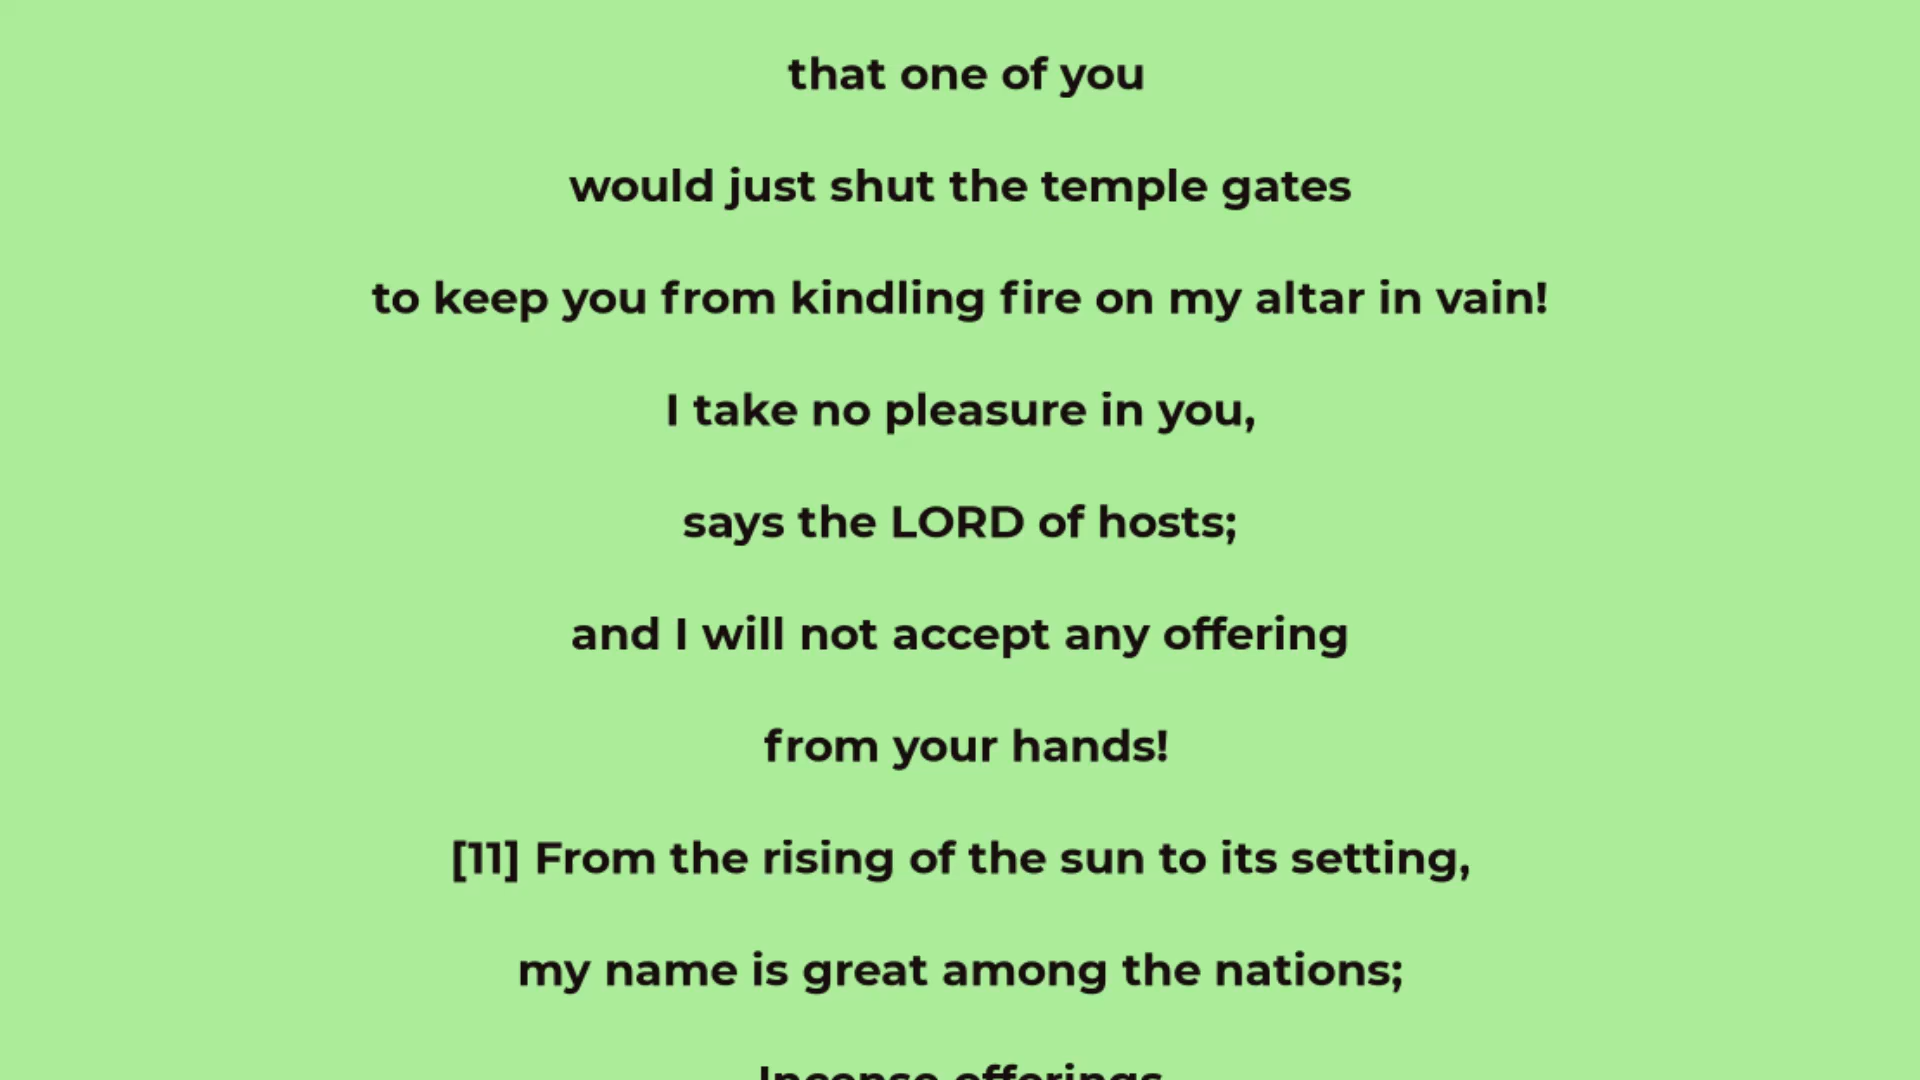 that one of you
would just shut the temple gates
to keep you from kindling fire on my altar in vain!
I take no pleasure in you,
says the LORD of hosts;
and I will not accept any offering
from your hands!
[11] From the rising of the sun to its setting,
my name is great among the nations;
Incense offerings